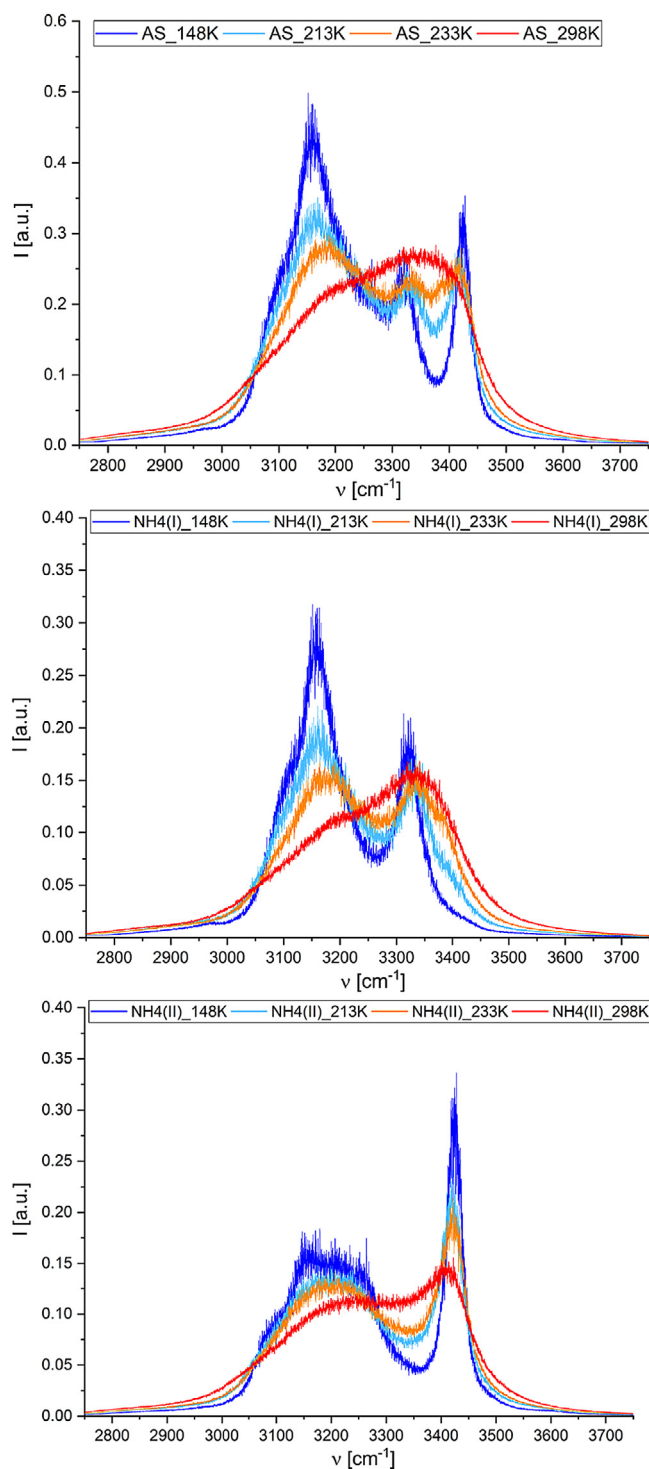 AS_148K AS_213K AS_233K AS_298K
0.6
0.5
0.4
0.3
0.2
0.1
0.0
I [a.u.]
2800 2900 3000 3100 3200 3300 3400 3500 3600 3700
ν [cm⁻¹]
NH4(I)_148K NH4(I)_213K NH4(I)_233K NH4(I)_298K
0.40
0.35
0.30
0.25
0.20
0.15
0.10
0.05
0.00
I [a.u.]
2800 2900 3000 3100 3200 3300 3400 3500 3600 3700
ν [cm⁻¹]
NH4(II)_148K NH4(II)_213K NH4(II)_233K NH4(II)_298K
0.40
0.35
0.30
0.25
0.20
0.15
0.10
0.05
0.00
I [a.u.]
2800 2900 3000 3100 3200 3300 3400 3500 3600 3700
ν [cm⁻¹]